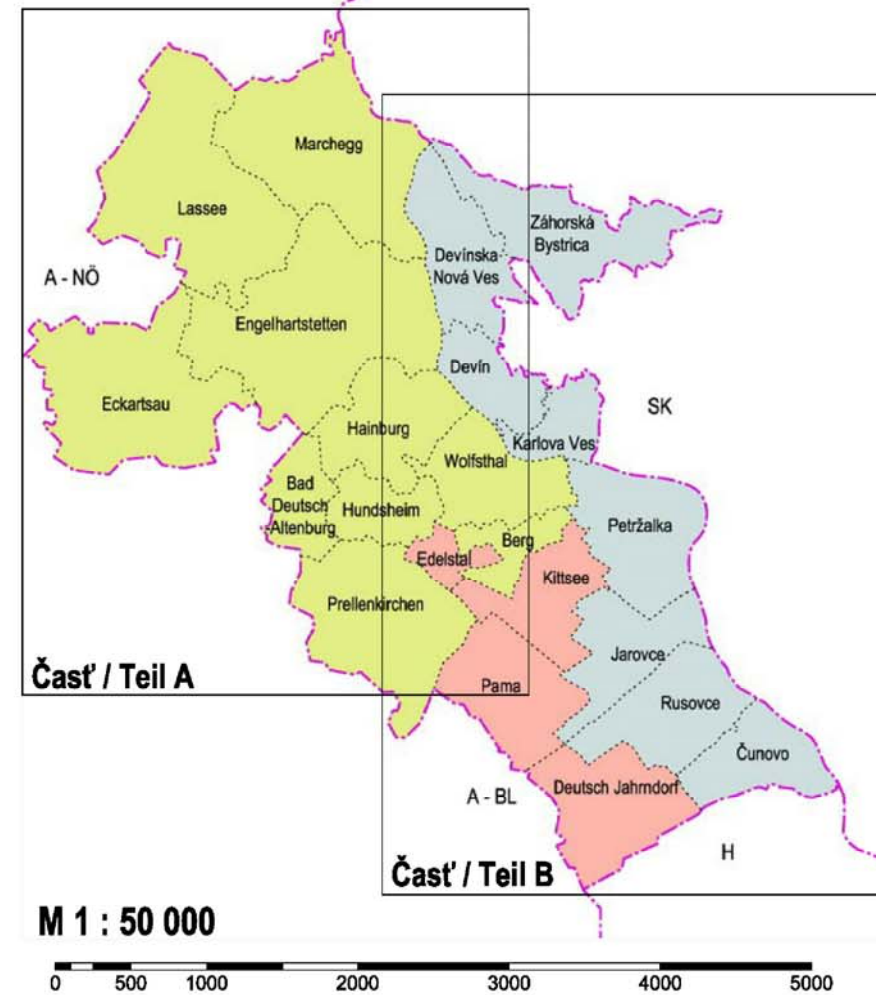 Marchegg
Lassee
Záhorská
Bystrica
Devínska
Nová Ves
A - NÖ
Engelhartstetten
Devín
Eckartsau
SK
Hainburg
Karlova Ves
Wolfsthal
Bad
Deutsch
-Altenburg
Hundsheim
Petržalka
Berg
Edelstal
Kittsee
Prellenkirchen
Jarovce
Časť / Teil A
Pama
Rusovce
Čunovo
Deutsch Jahrndorf
A - BL
H
Časť / Teil B
M 1 : 50 000
0 500 1000 2000 3000 4000 5000